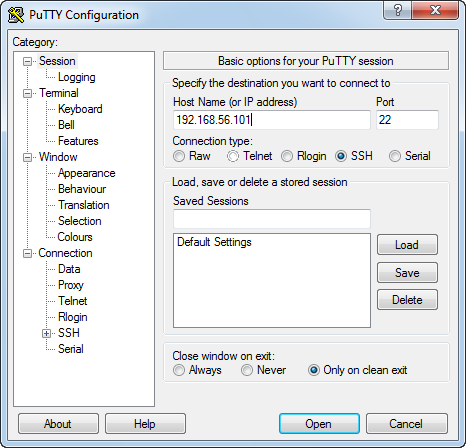 PuTTY Configuration
Category:
Session
Logging
Terminal
Keyboard
Bell
Features
Window
Appearance
Behaviour
Translation
Selection
Colours
Connection
Data
Proxy
Telnet
Rlogin
SSH
Serial
Basic options for your PuTTY session
Specify the destination you want to connect to
Host Name (or IP address) Port
192.168.56.101 22
Connection type:
Raw Telnet Rlogin SSH Serial
Load, save or delete a stored session
Saved Sessions
Default Settings
Load
Save
Delete
Close window on exit:
Always Never Only on clean exit
About Help Open Cancel